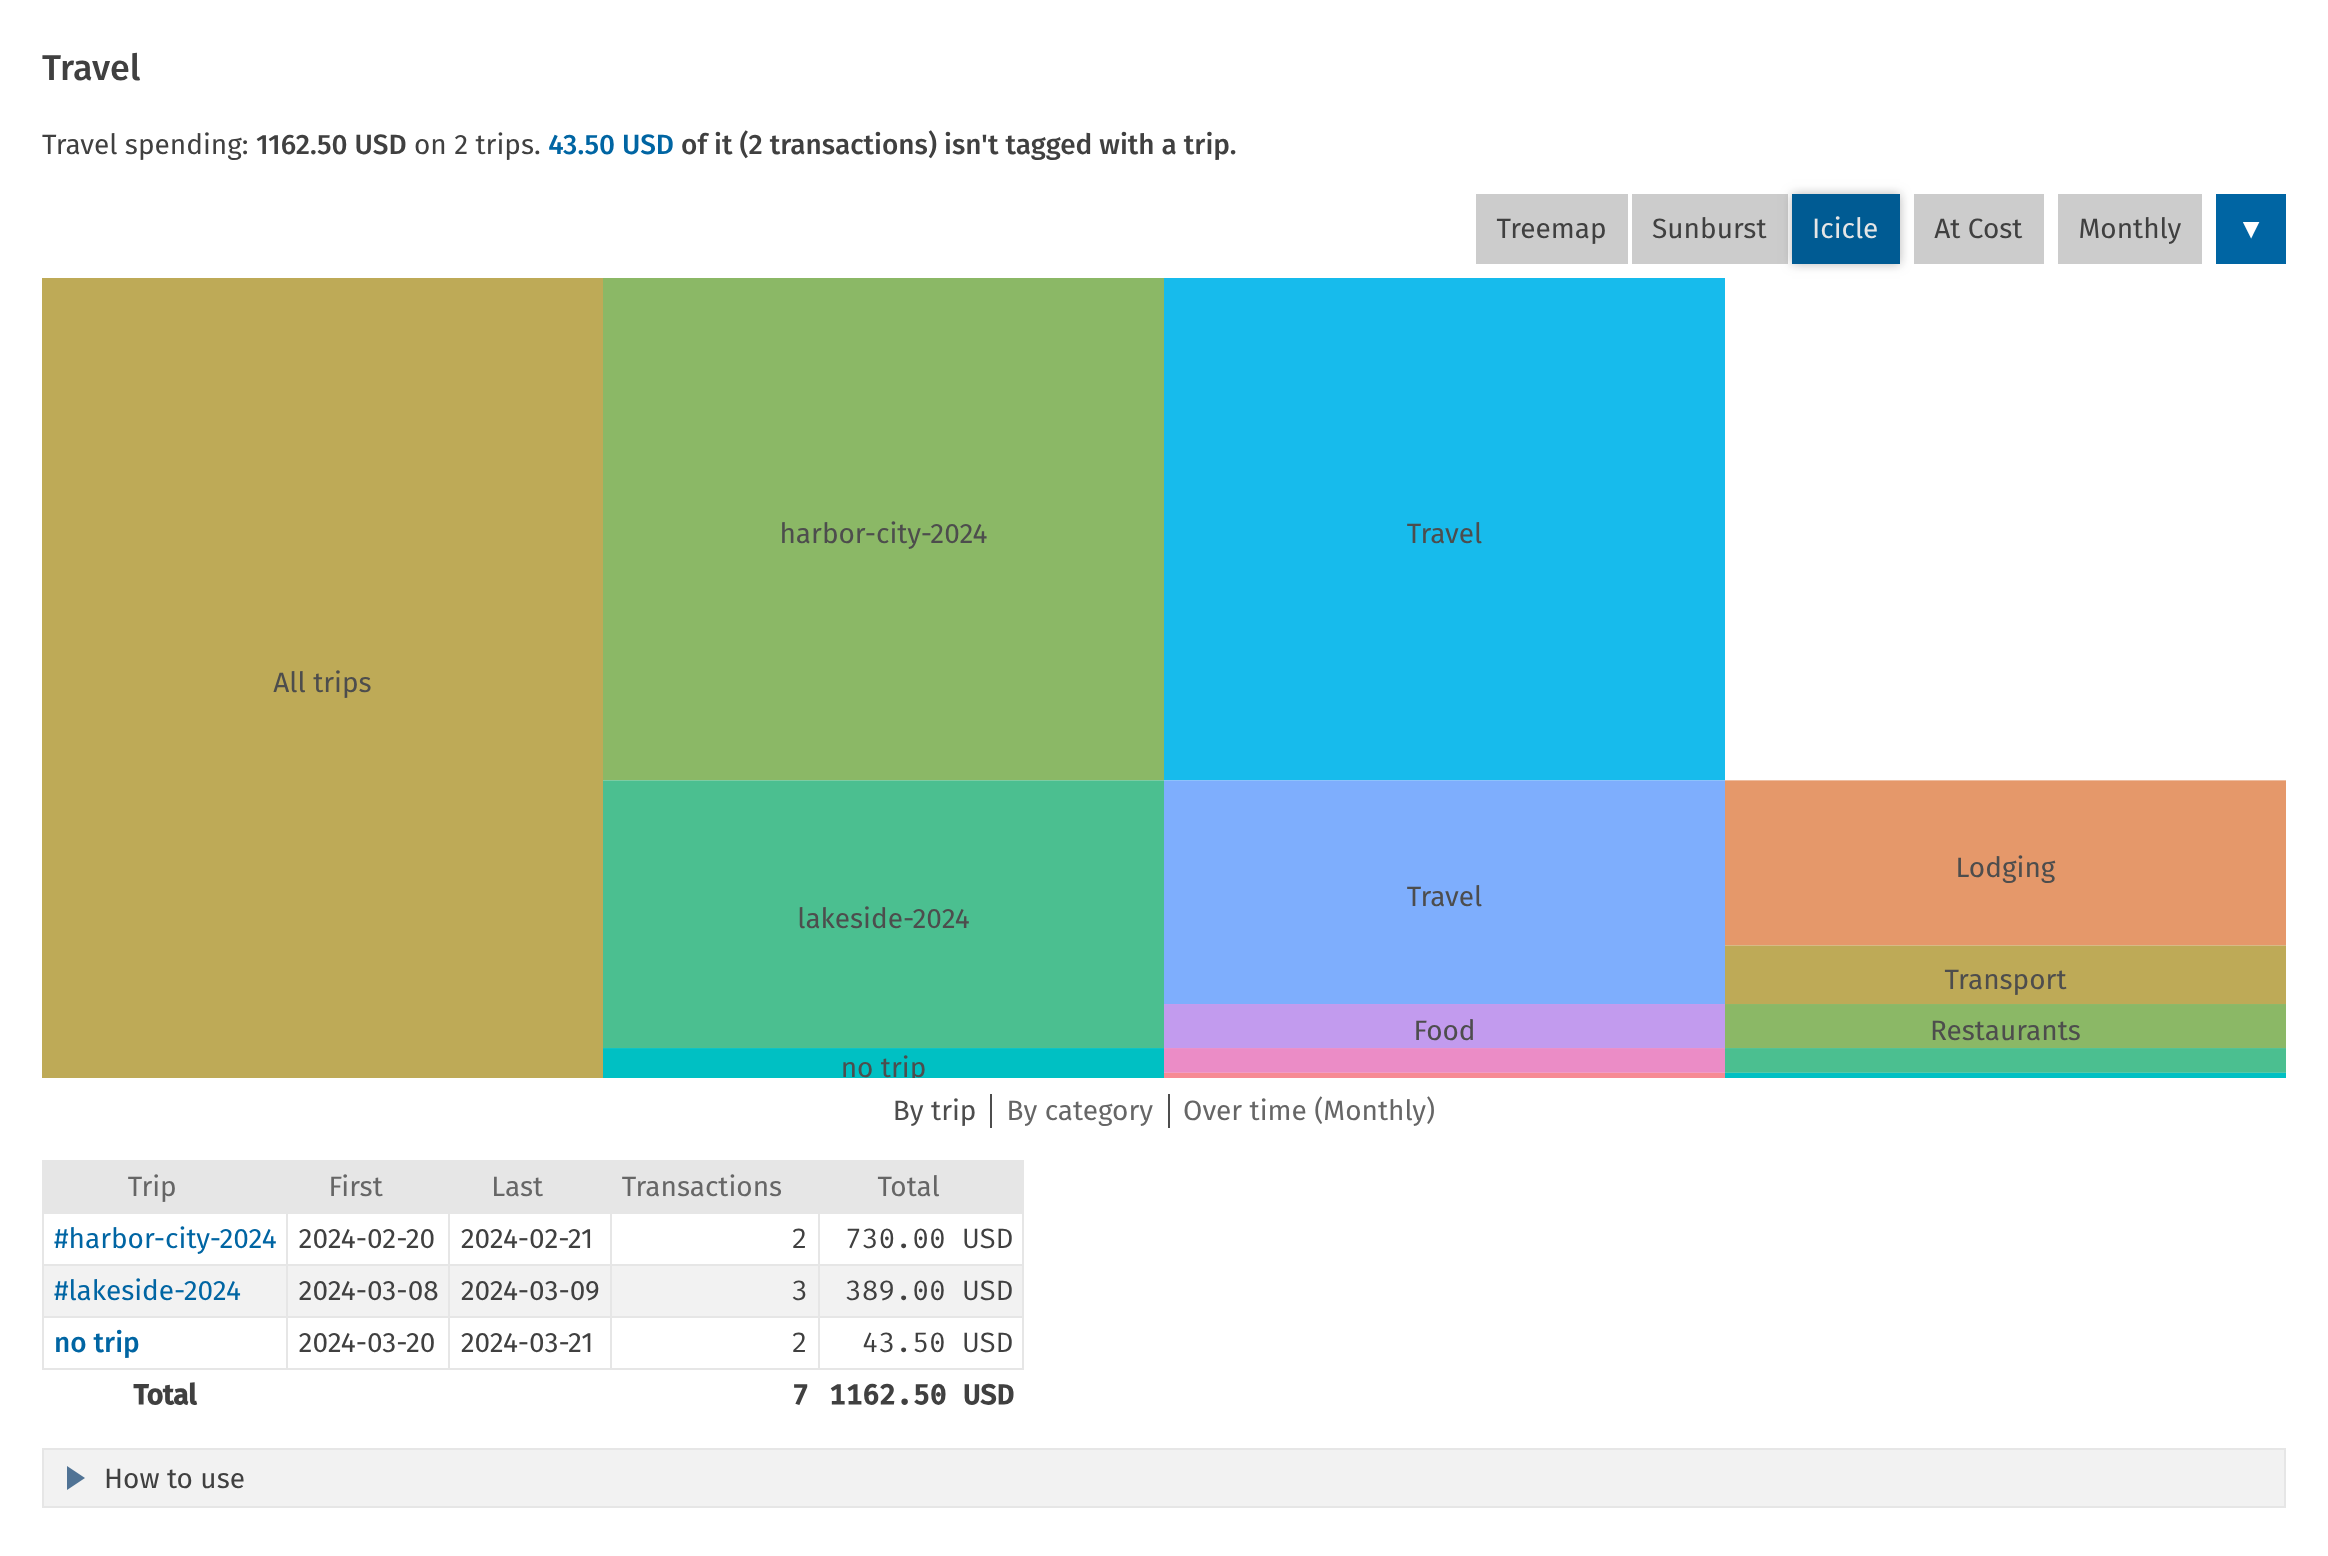 Travel
Travel spending: 1162.50 USD on 2 trips. 43.50 USD of it (2 transactions) isn't tagged with a trip.
Treemap Sunburst Icicle At Cost Monthly ▼
All trips
harbor-city-2024
Travel
lakeside-2024
Travel
Lodging
Transport
Food
Restaurants
no trip
By trip By category Over time (Monthly)
Trip First Last Transactions Total
#harbor-city-2024 2024-02-20 2024-02-21 2 730.00 USD
#lakeside-2024 2024-03-08 2024-03-09 3 389.00 USD
no trip 2024-03-20 2024-03-21 2 43.50 USD
Total 7 1162.50 USD
How to use